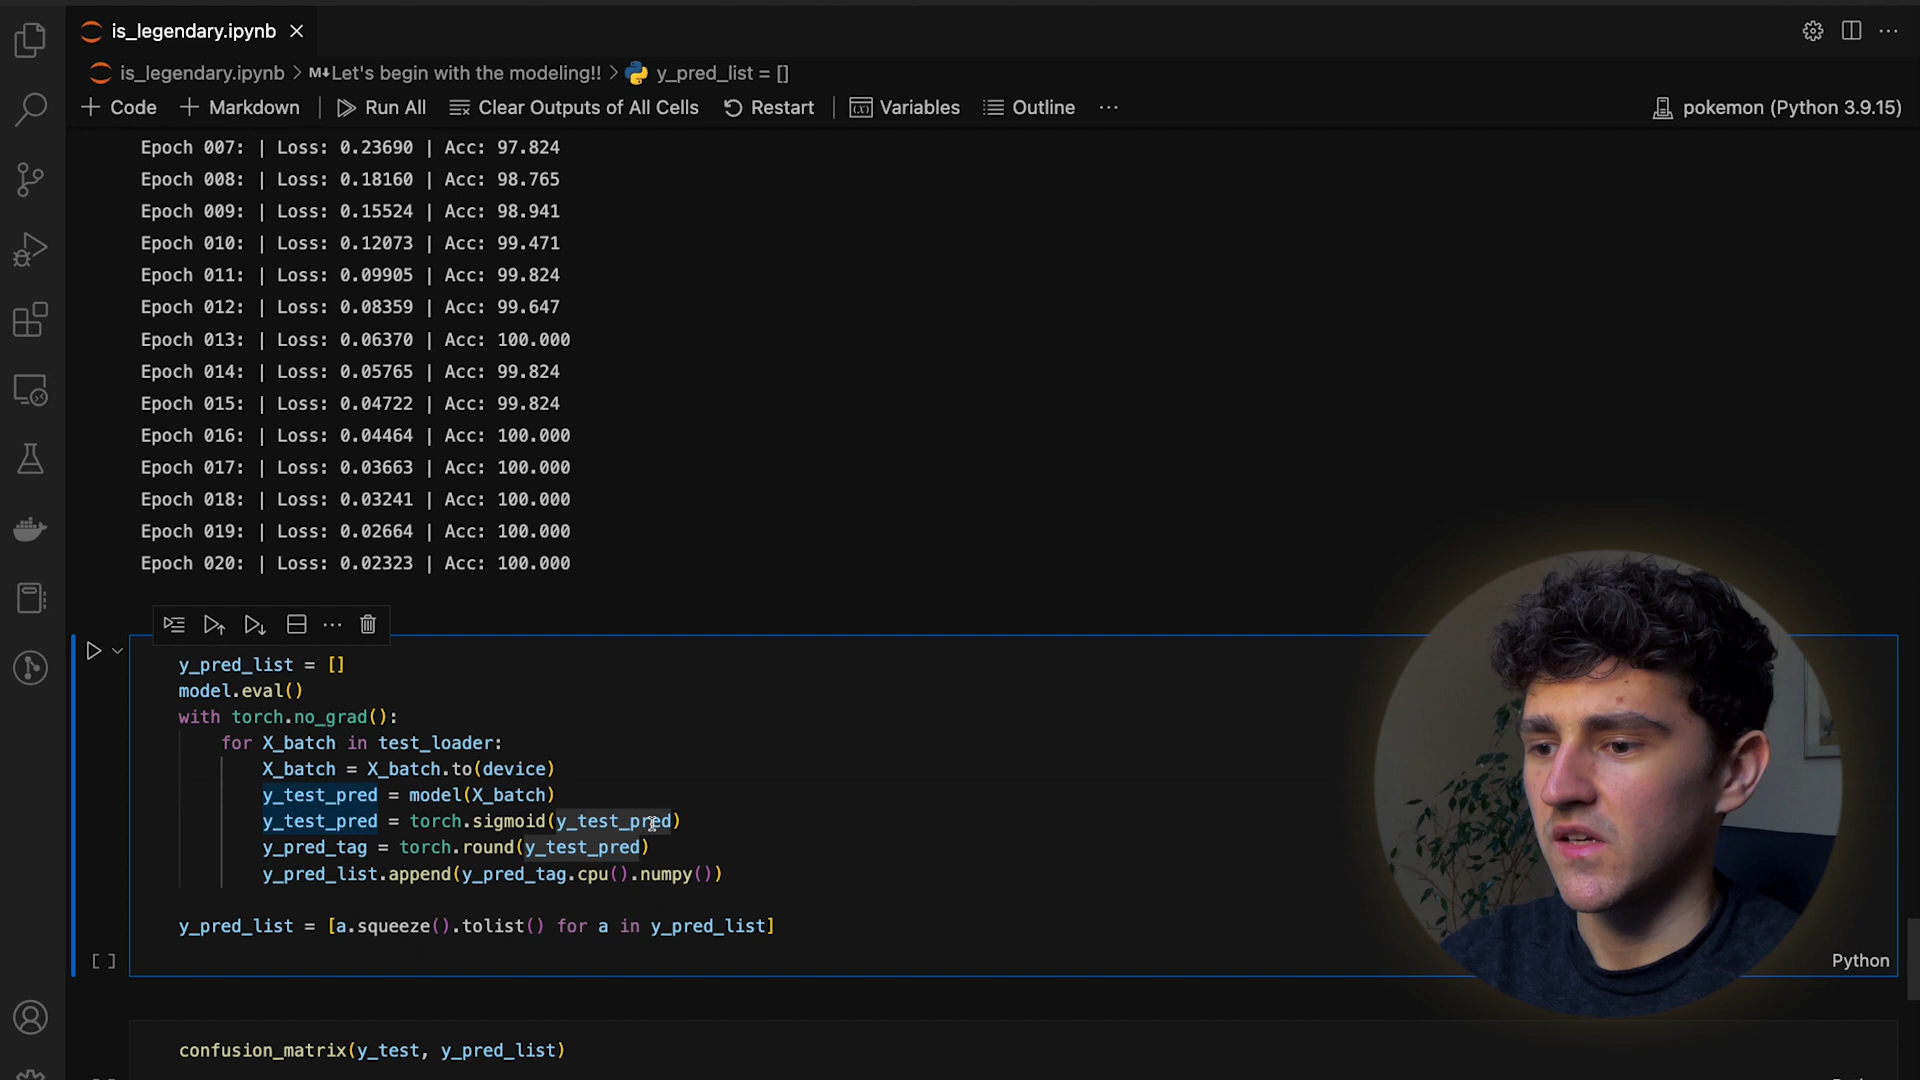 is_legendary.ipynb
is_legendary.ipynb > M↓Let's begin with the modeling!! > y_pred_list = []
Code Markdown Run All Clear Outputs of All Cells Restart Variables Outline ... pokemon (Python 3.9.15)
Epoch 007: | Loss: 0.23690 | Acc: 97.824
Epoch 008: | Loss: 0.18160 | Acc: 98.765
Epoch 009: | Loss: 0.15524 | Acc: 98.941
Epoch 010: | Loss: 0.12073 | Acc: 99.471
Epoch 011: | Loss: 0.09905 | Acc: 99.824
Epoch 012: | Loss: 0.08359 | Acc: 99.647
Epoch 013: | Loss: 0.06370 | Acc: 100.000
Epoch 014: | Loss: 0.05765 | Acc: 99.824
Epoch 015: | Loss: 0.04722 | Acc: 99.824
Epoch 016: | Loss: 0.04464 | Acc: 100.000
Epoch 017: | Loss: 0.03663 | Acc: 100.000
Epoch 018: | Loss: 0.03241 | Acc: 100.000
Epoch 019: | Loss: 0.02664 | Acc: 100.000
Epoch 020: | Loss: 0.02323 | Acc: 100.000
y_pred_list = []
model.eval()
with torch.no_grad():
for X_batch in test_loader:
X_batch = X_batch.to(device)
y_test_pred = model(X_batch)
y_test_pred = torch.sigmoid(y_test_pred)
y_pred_tag = torch.round(y_test_pred)
y_pred_list.append(y_pred_tag.cpu().numpy())
y_pred_list = [a.squeeze().tolist() for a in y_pred_list]
[ ]
Python
confusion_matrix(y_test, y_pred_list)